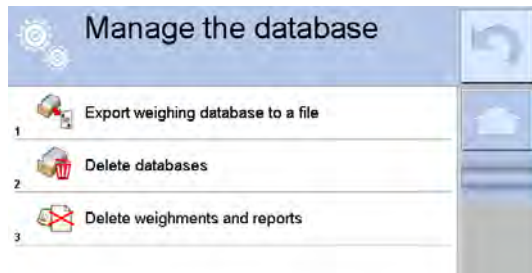 Manage the database
1 Export weighing database to a file
2 Delete databases
3 Delete weighments and reports